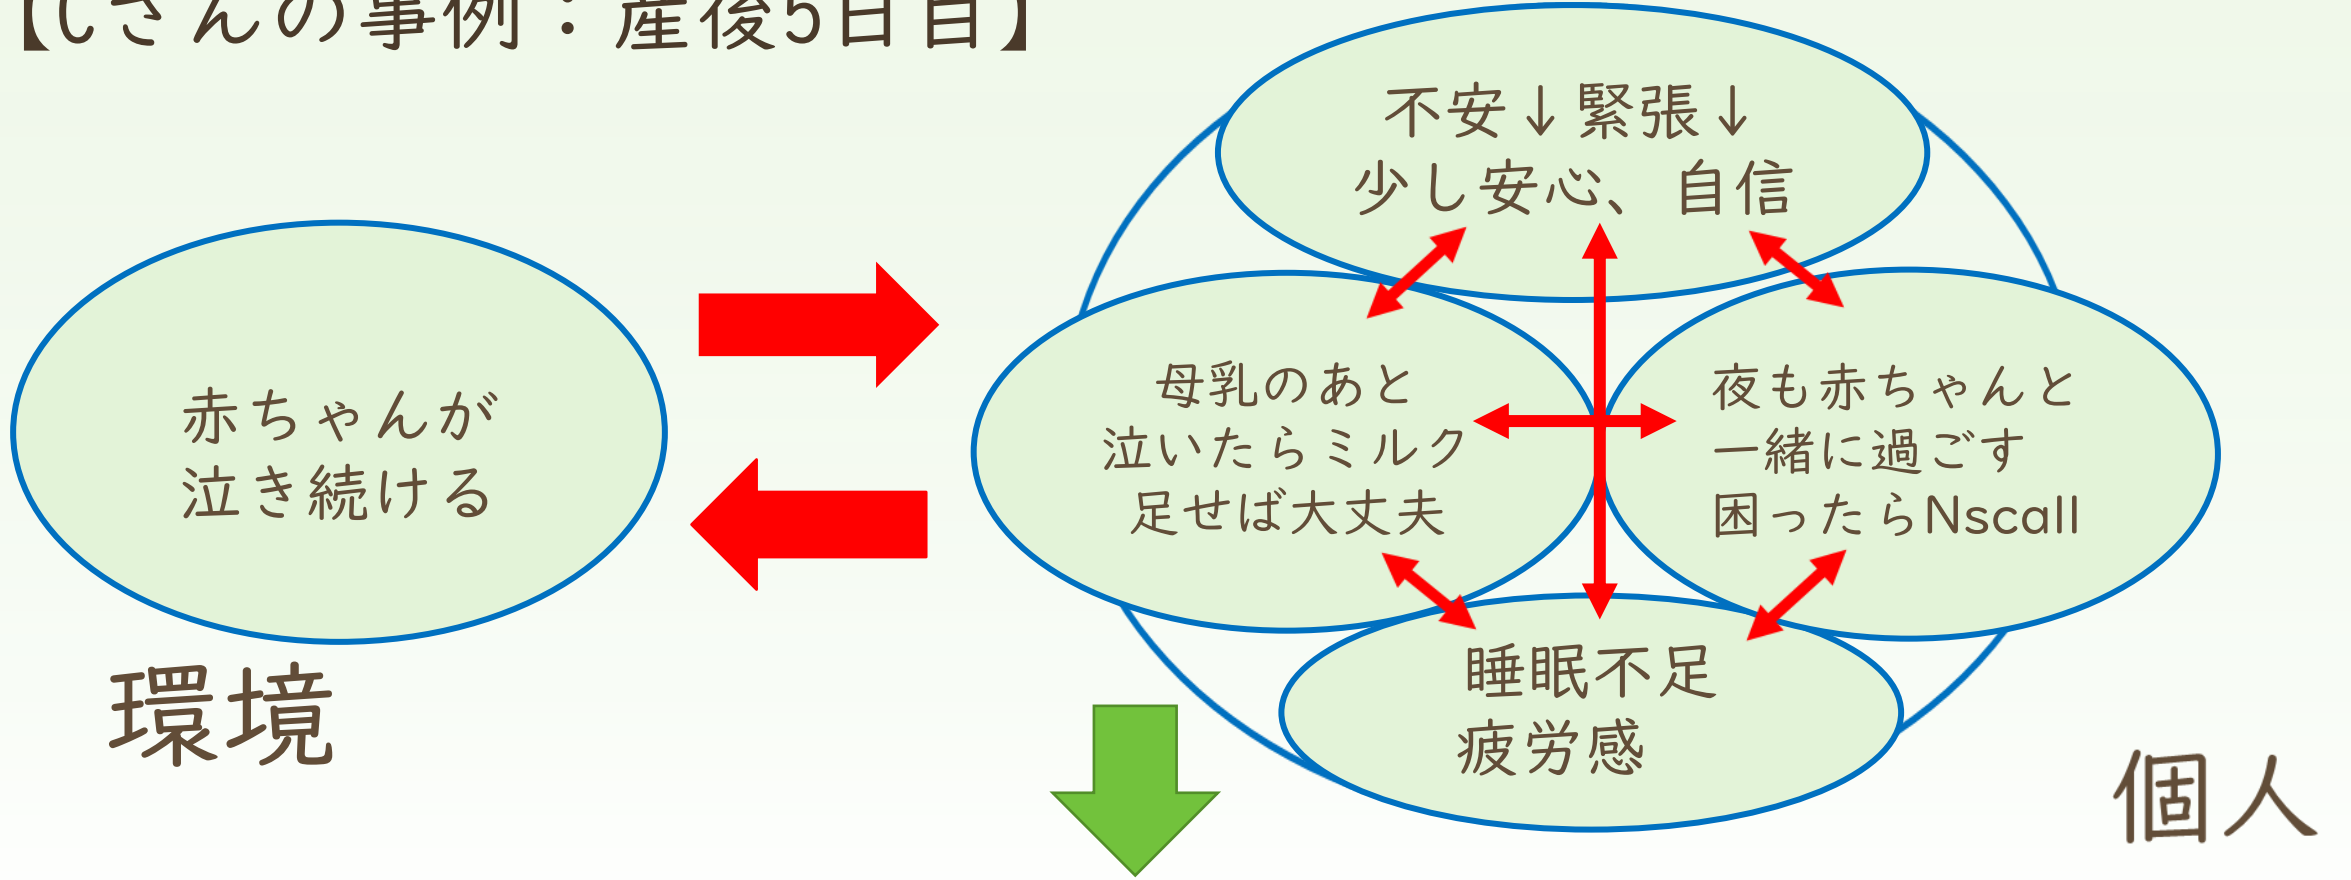 【Cさんの事例：産後5日目】
不安↓緊張↓
少し安心、自信
赤ちゃんが
泣き続ける
母乳のあと
泣いたらミルク
足せば大丈夫
夜も赤ちゃんと
一緒に過ごす
困ったらNscall
睡眠不足
疲労感
環境
個人